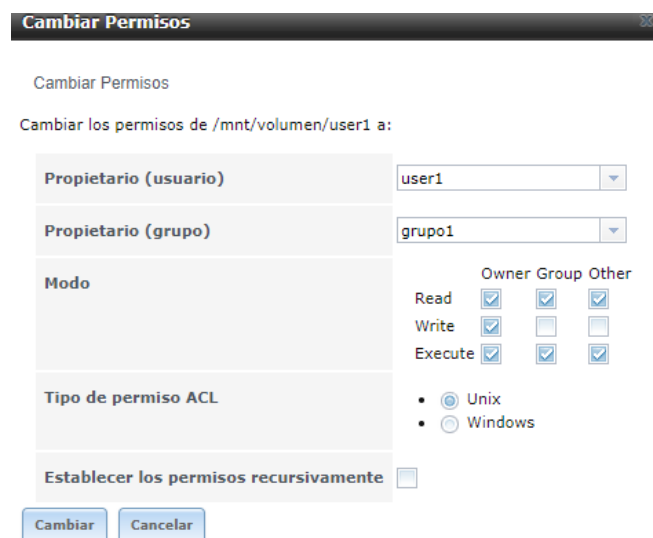 Cambiar Permisos
Cambiar Permisos
Cambiar los permisos de /mnt/volumen/user1 a:
Propietario (usuario) user1
Propietario (grupo) grupo1
Modo Owner Group Other
Read
Write
Execute
Tipo de permiso ACL Unix
Windows
Establecer los permisos recursivamente
Cambiar Cancelar